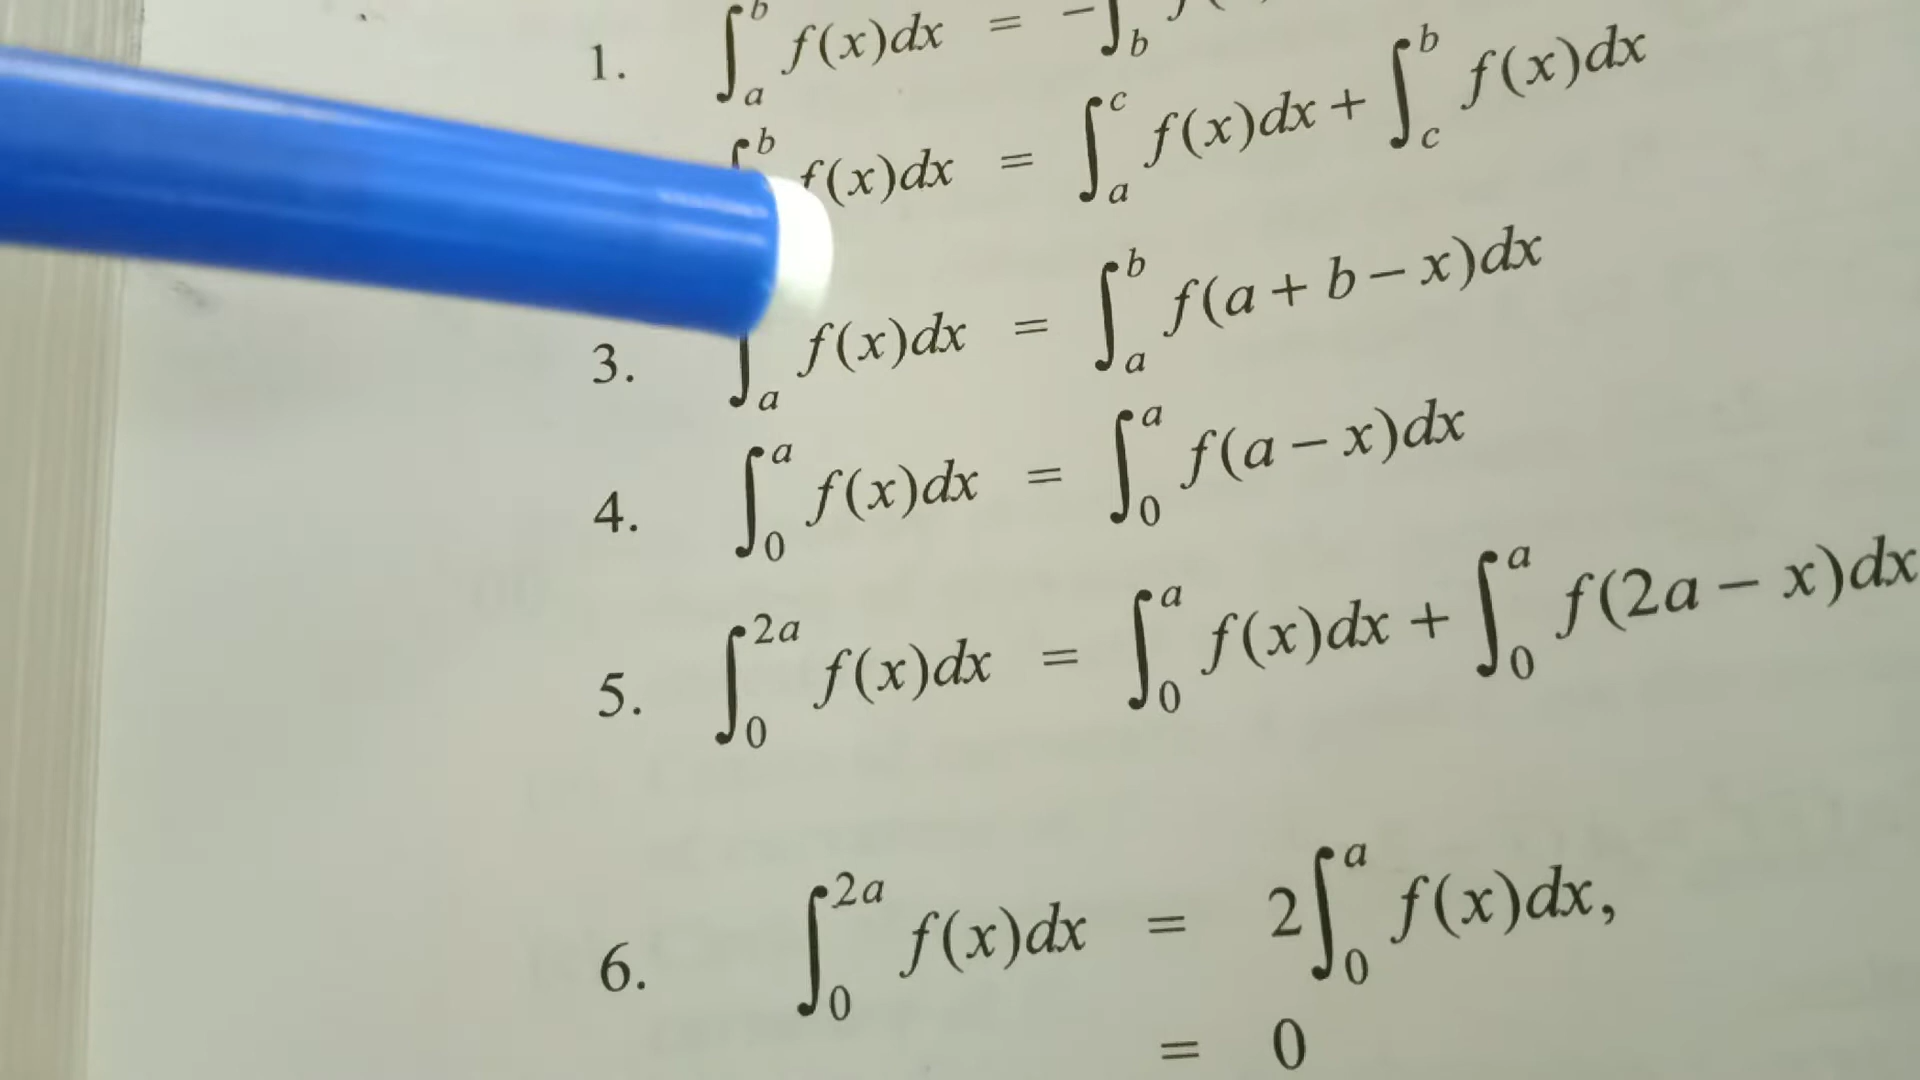 1. ∫_a^b f(x)dx = -∫_b
∫^b f(x)dx = ∫_a^c f(x)dx + ∫_c^b f(x)dx
3. ∫_a f(x)dx = ∫_a^b f(a + b - x)dx
4. ∫_0^a f(x)dx = ∫_0^a f(a - x)dx
5. ∫_0^{2a} f(x)dx = ∫_0^a f(x)dx + ∫_0^a f(2a - x)dx
6. ∫_0^{2a} f(x)dx = 2∫_0^a f(x)dx,
= 0